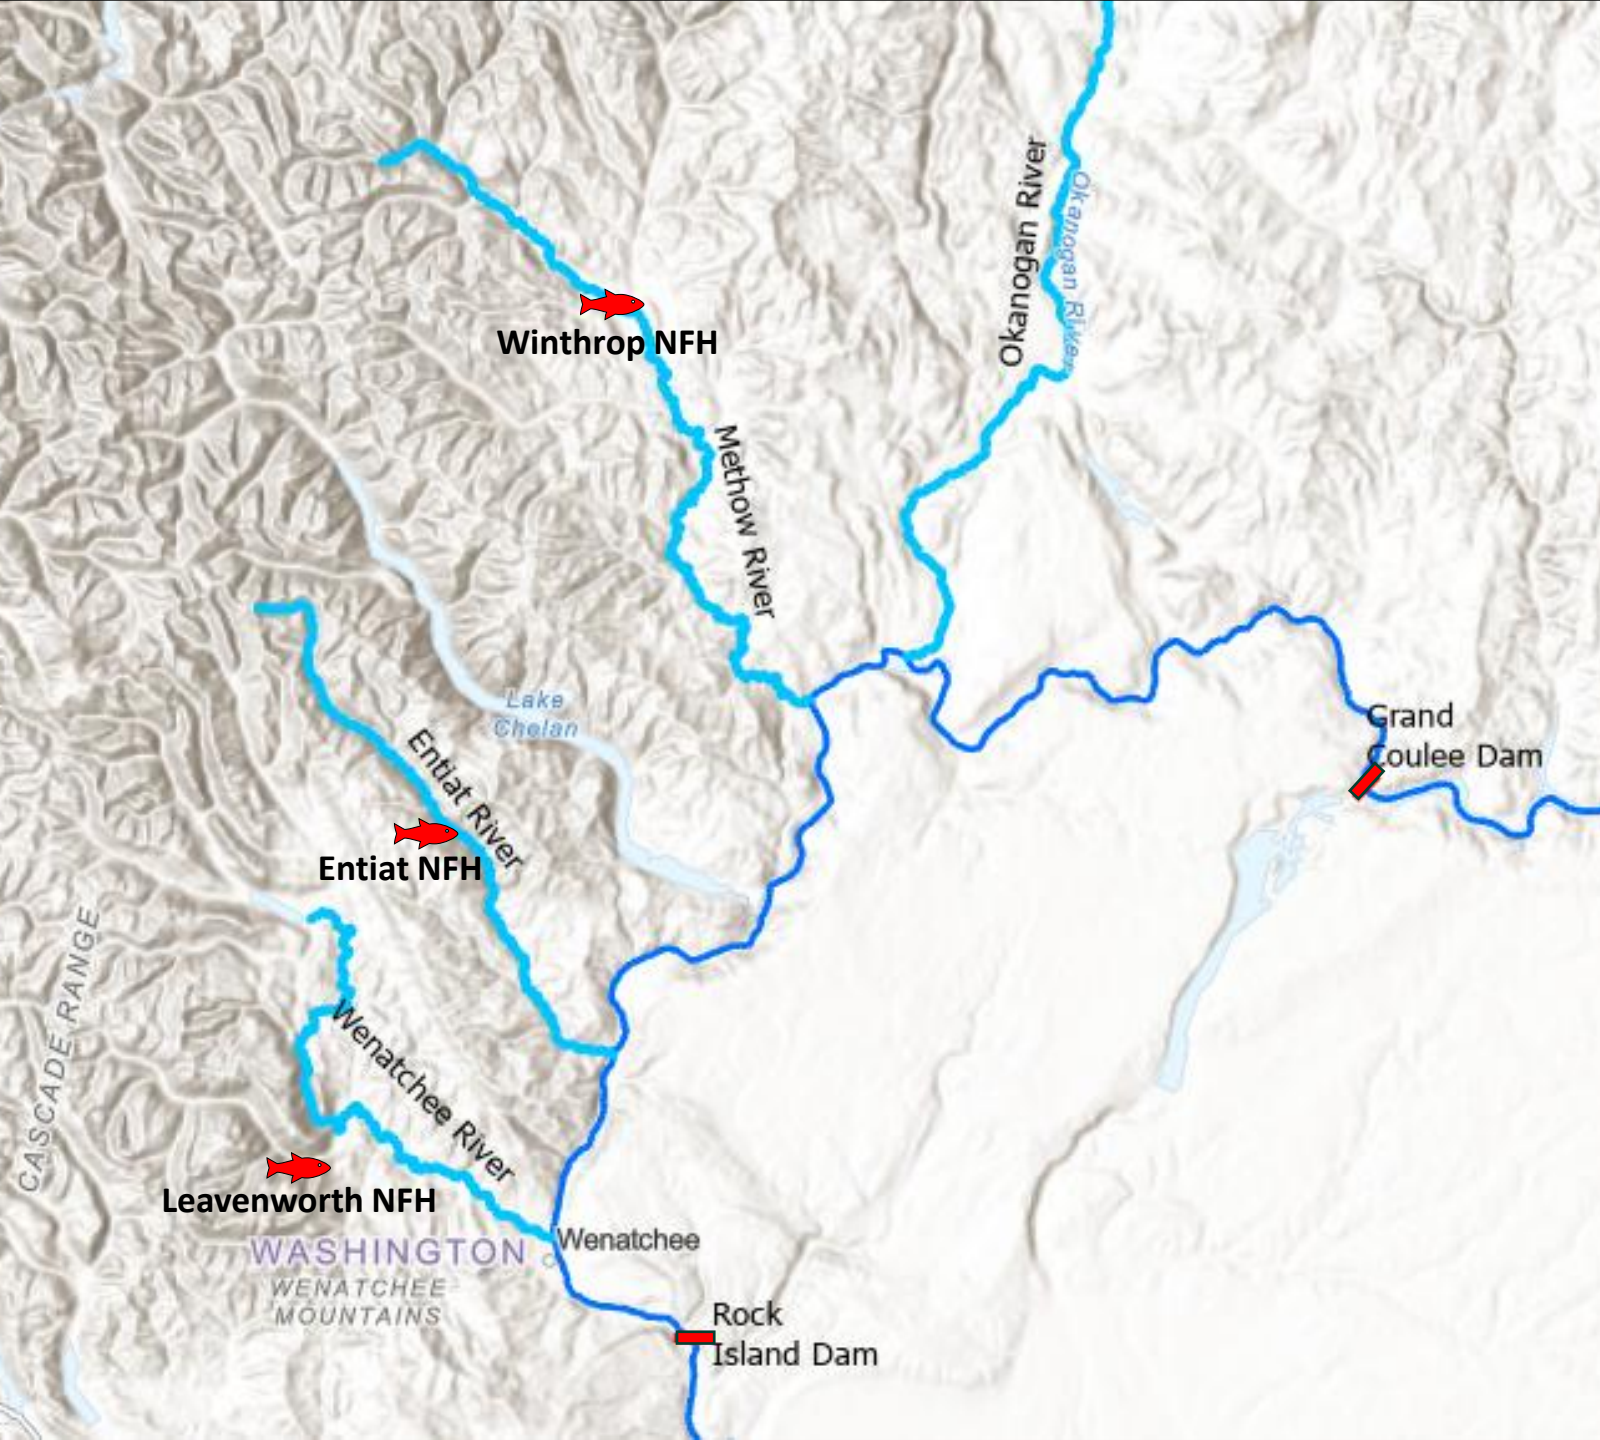 Okanogan River
Okanogan River
Winthrop NFH
Methow River
Lake
Chelan
Grand
Coulee Dam
Entiat River
Entiat NFH
CASCADE RANGE
Wenatchee River
Leavenworth NFH
WASHINGTON
Wenatchee
WENATCHEE
MOUNTAINS
Rock
Island Dam